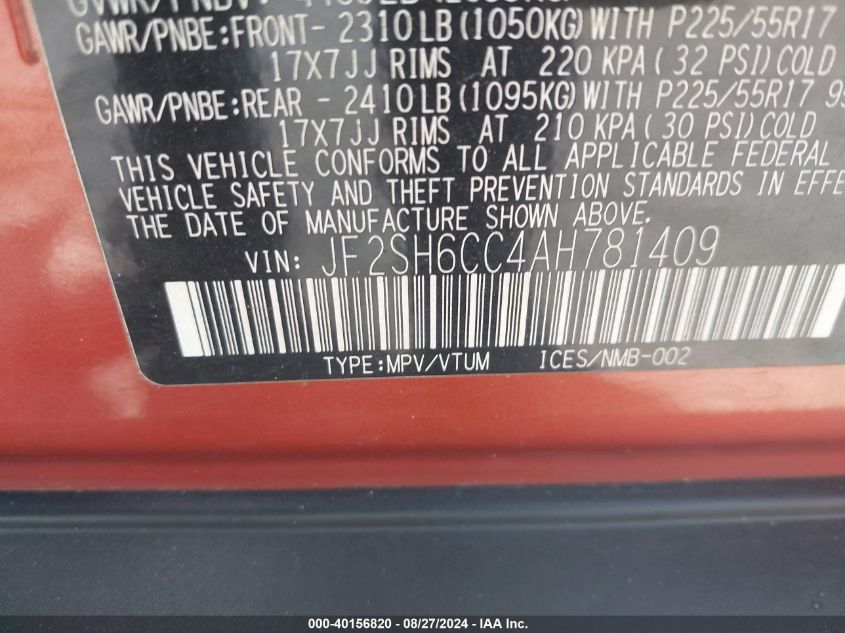 GAWR/PNBE:FRONT- 2310 LB(1050KG)WITH P225/55R17
17X7JJ RIMS AT 220 KPA(32 PSI)COLD
GAWR/PNBE:REAR - 2410LB(1095KG)WITH P225/55R17
17X7JJ RIMS AT 210 KPA(30 PSI)COLD
THIS VEHICLE CONFORMS TO ALL APPLICABLE FEDERAL
VEHICLE SAFETY AND THEFT PREVENTION STANDARDS IN EFFE
THE DATE OF MANUFACTURE SHOWN ABOVE.
VIN: JF2SH6CC4AH781409
TYPE:MPV/VTUM ICES/NMB-002
000-40156820 - 08/27/2024 - IAA Inc.